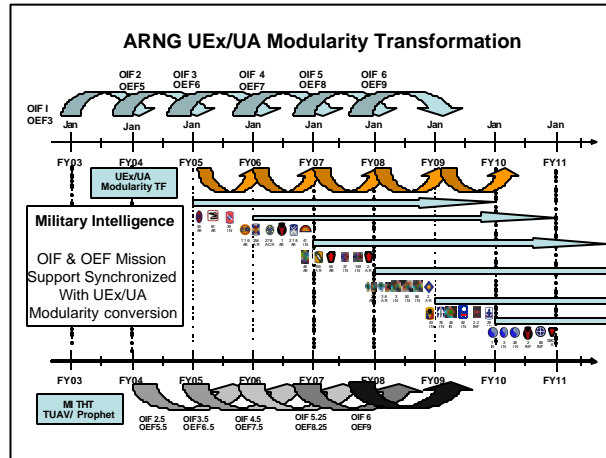 ARNG UEx/UA Modularity Transformation
OIF 2 OIF 3 OIF 4 OIF 5 OIF 6
OEF5 OEF6 OEF7 OEF8 OEF9
OIF I
OEF3
Jan Jan Jan Jan Jan Jan Jan Jan Jan
FY03 FY04 FY05 FY06 FY07 FY08 FY09 FY10 FY11
UEx/UA
Modularity TF
Military Intelligence
OIF & OEF Mission
Support Synchronized
With UEx/UA
Modularity conversion
FY03 FY04 FY05 FY06 FY07 FY08 FY09 FY10 FY11
MI THT
TUAV/ Prophet
OIF 2.5 OIF3.5 OIF 4.5 OIF 5.25 OIF 6
OEF5.5 OEF6.5 OEF7.5 OEF8.25 OEF9